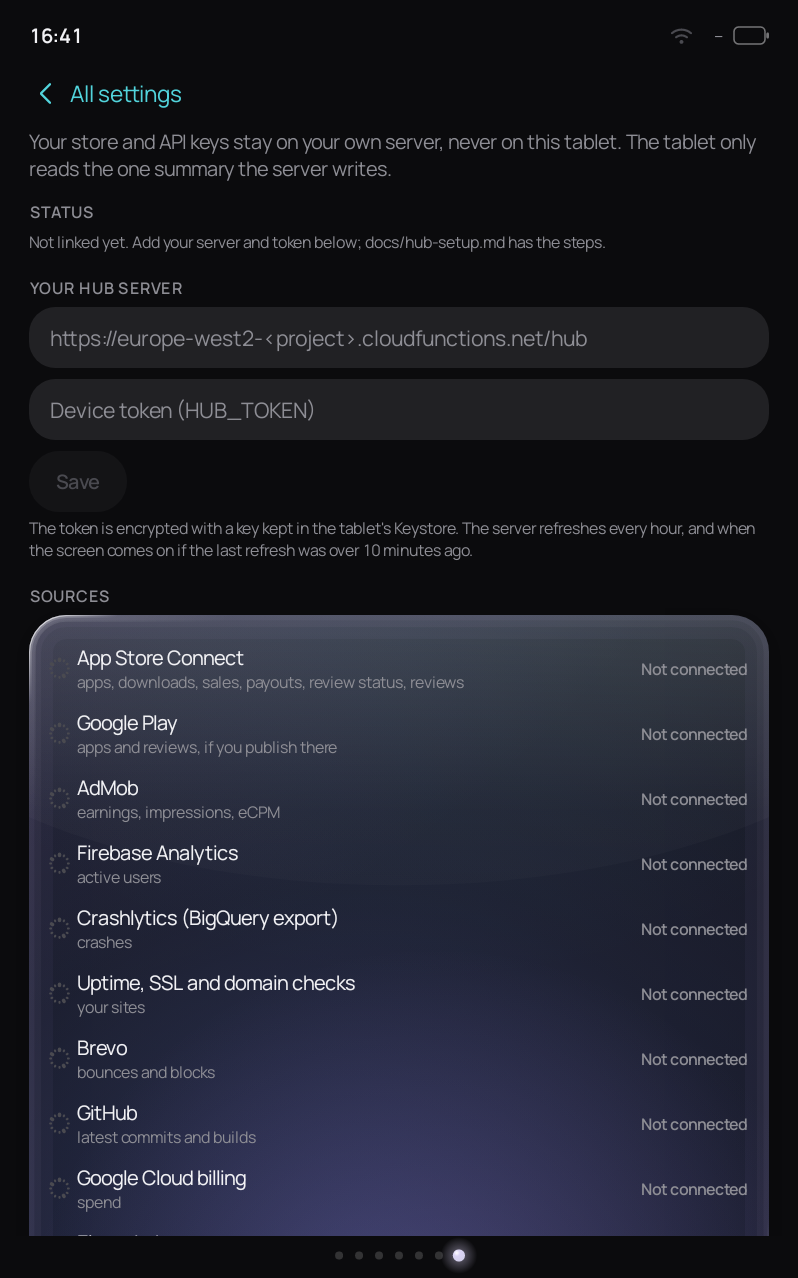 16:41
–
All settings
Your store and API keys stay on your own server, never on this tablet. The tablet only
reads the one summary the server writes.
STATUS
Not linked yet. Add your server and token below; docs/hub-setup.md has the steps.
YOUR HUB SERVER
https://europe-west2-<project>.cloudfunctions.net/hub
Device token (HUB_TOKEN)
Save
The token is encrypted with a key kept in the tablet's Keystore. The server refreshes every hour, and when
the screen comes on if the last refresh was over 10 minutes ago.
SOURCES
App Store Connect
apps, downloads, sales, payouts, review status, reviews
Not connected
Google Play
apps and reviews, if you publish there
Not connected
AdMob
earnings, impressions, eCPM
Not connected
Firebase Analytics
active users
Not connected
Crashlytics (BigQuery export)
crashes
Not connected
Uptime, SSL and domain checks
your sites
Not connected
Brevo
bounces and blocks
Not connected
GitHub
latest commits and builds
Not connected
Google Cloud billing
spend
Not connected